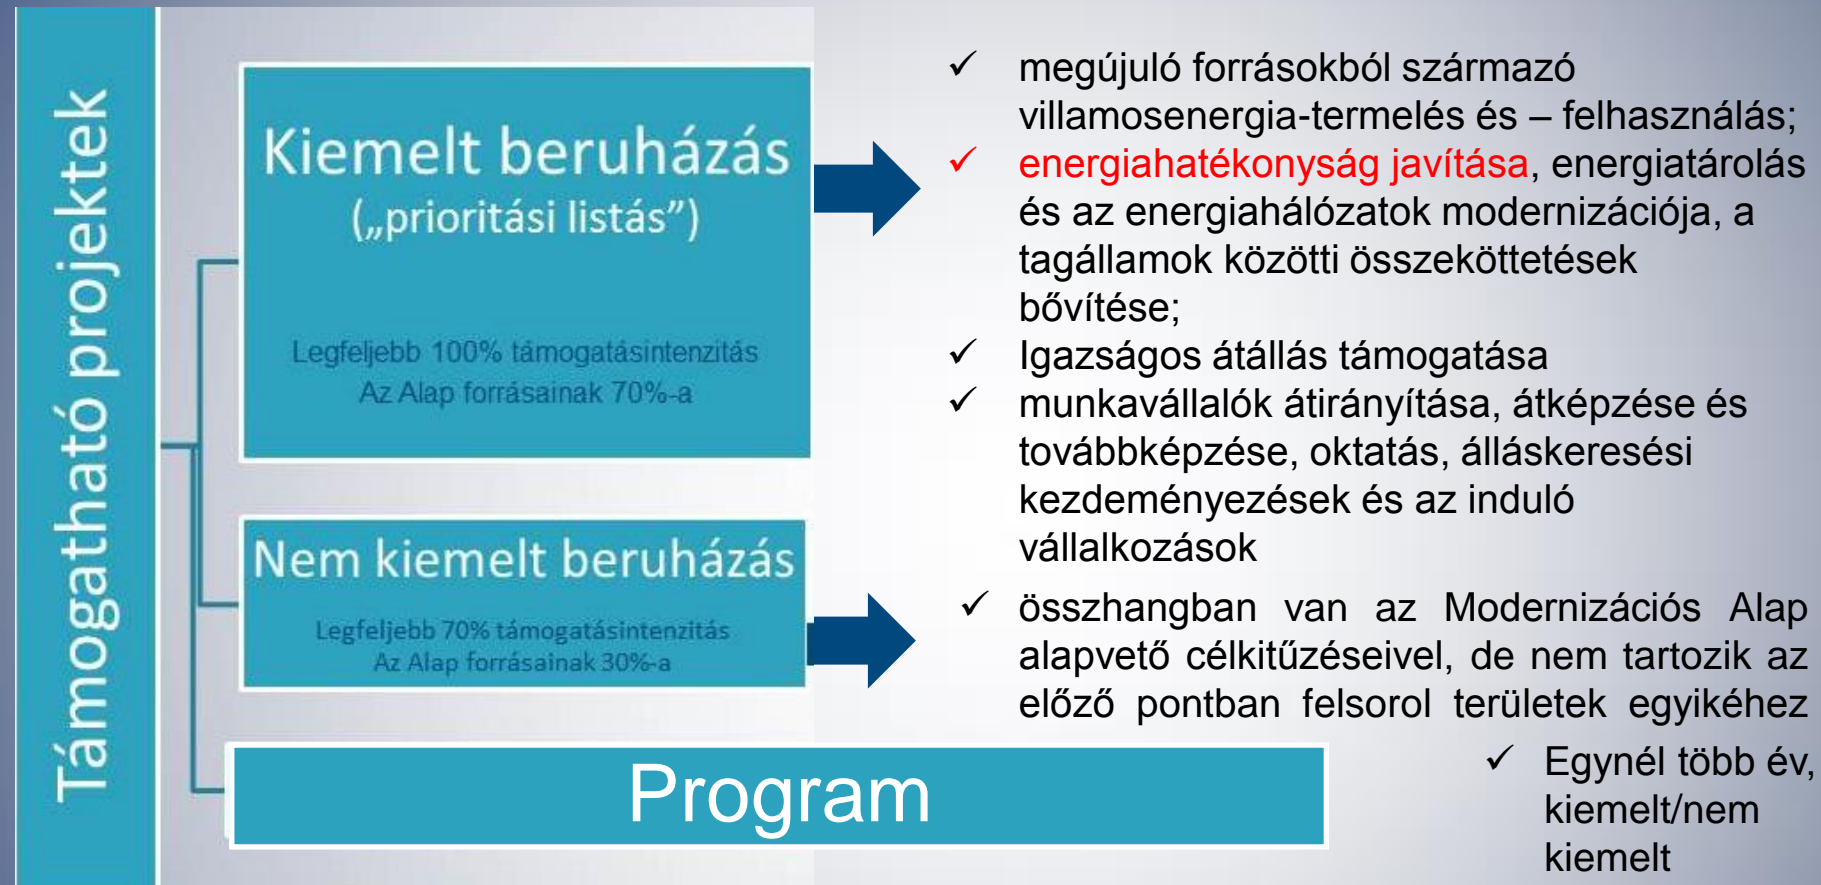 Támogatható projektek
Kiemelt beruházás
(„prioritási listás”)
Legfeljebb 100% támogatásintenzitás
Az Alap forrásainak 70%-a
✓ megújuló forrásokból származó
villamosenergia-termelés és – felhasználás;
✓ energiahatékonyság javítása, energiatárolás
és az energiahálózatok modernizációja, a
tagállamok közötti összeköttetések
bővítése;
✓ Igazságos átállás támogatása
✓ munkavállalók átirányítása, átképzése és
továbbképzése, oktatás, álláskeresési
kezdeményezések és az induló
vállalkozások
Nem kiemelt beruházás
Legfeljebb 70% támogatásintenzitás
Az Alap forrásainak 30%-a
✓ összhangban van az Modernizációs Alap
alapvető célkitűzéseivel, de nem tartozik az
előző pontban felsorol területek egyikéhez
Program
✓ Egynél több év,
kiemelt/nem
kiemelt